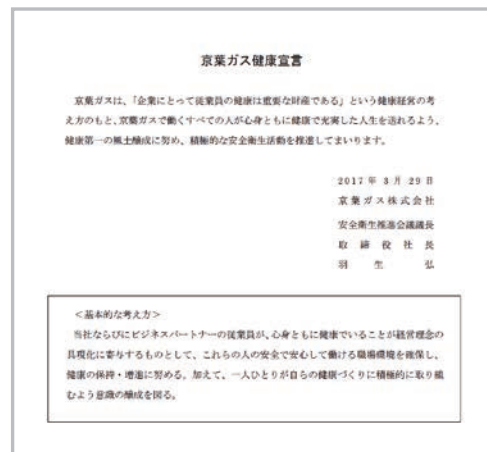 京葉ガス健康宣言
京葉ガスは、「企業にとって従業員の健康は重要な財産である」という健康経営の考
え方のもと、京葉ガスで働くすべての人が心身ともに健康で充実した人生を送れるよう、
健康第一の風土醸成に努め、積極的な安全衛生活動を推進してまいります。
2017年3月29日
京葉ガス株式会社
安全衛生推進会議議長
取締役社長
羽生 弘
<基本的な考え方>
当社ならびにビジネスパートナーの従業員が、心身ともに健康でいることが経営理念の
具現化に寄与するものとして、これらの人の安全で安心して働ける職場環境を確保し、
健康の保持・増進に努める。加えて、一人ひとりが自らの健康づくりに積極的に取り組
むよう意識の醸成を図る。